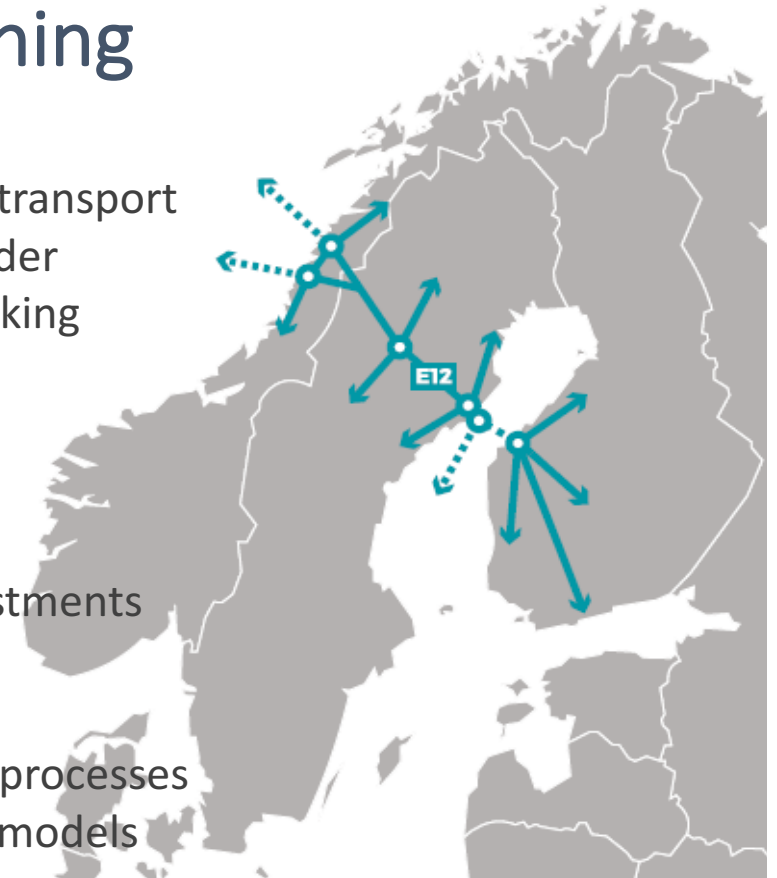 ning
transport
der
king
E12
stments
processes
models